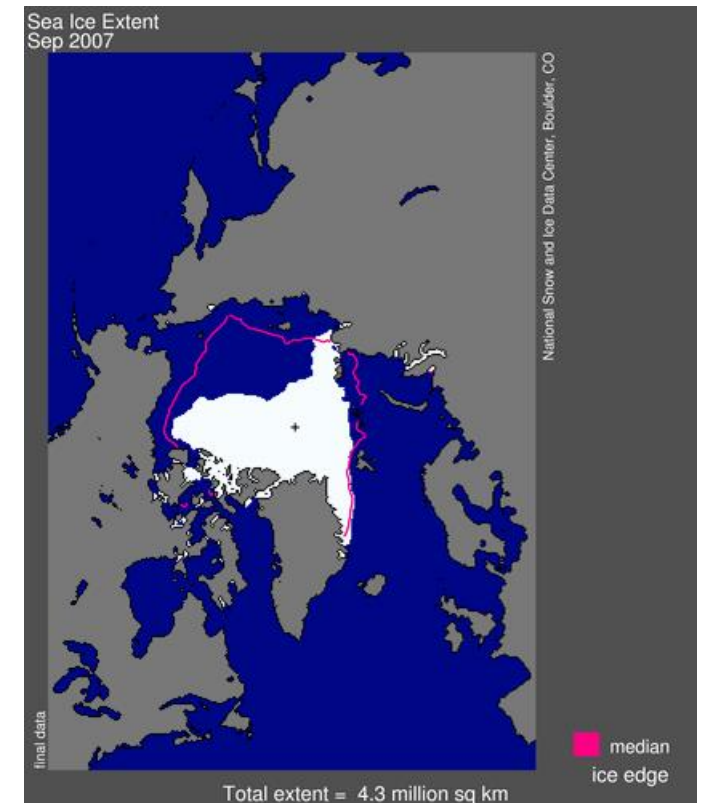 Sea Ice Extent
Sep 2007
National Snow and Ice Data Center, Boulder, CO
final data
median
ice edge
Total extent = 4.3 million sq km